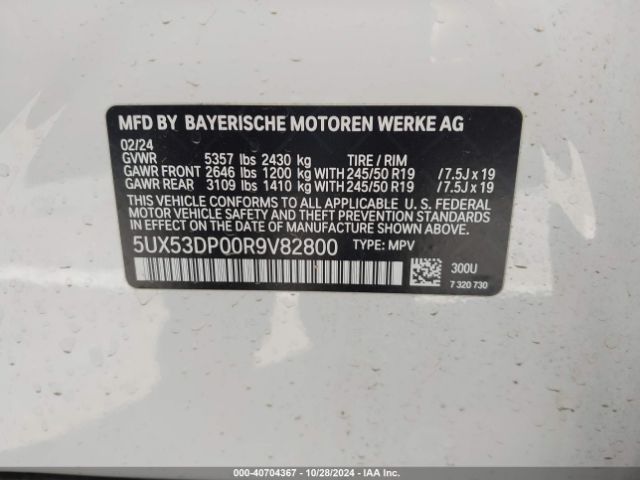 MFD BY BAYERISCHE MOTOREN WERKE AG
02/24
GVWR 5357 lbs 2430 kg TIRE / RIM
GAWR FRONT 2646 lbs 1200 kg WITH 245/50 R19 / 7.5J x 19
GAWR REAR 3109 lbs 1410 kg WITH 245/50 R19 / 7.5J x 19
THIS VEHICLE CONFORMS TO ALL APPLICABLE U. S. FEDERAL
MOTOR VEHICLE SAFETY AND THEFT PREVENTION STANDARDS
IN EFFECT ON THE DATE OF MANUFACTURE SHOWN ABOVE.
5UX53DP00R9V82800 TYPE: MPV
300U
7 320 730
000-40704367 | 10/28/2024 | IAA Inc.